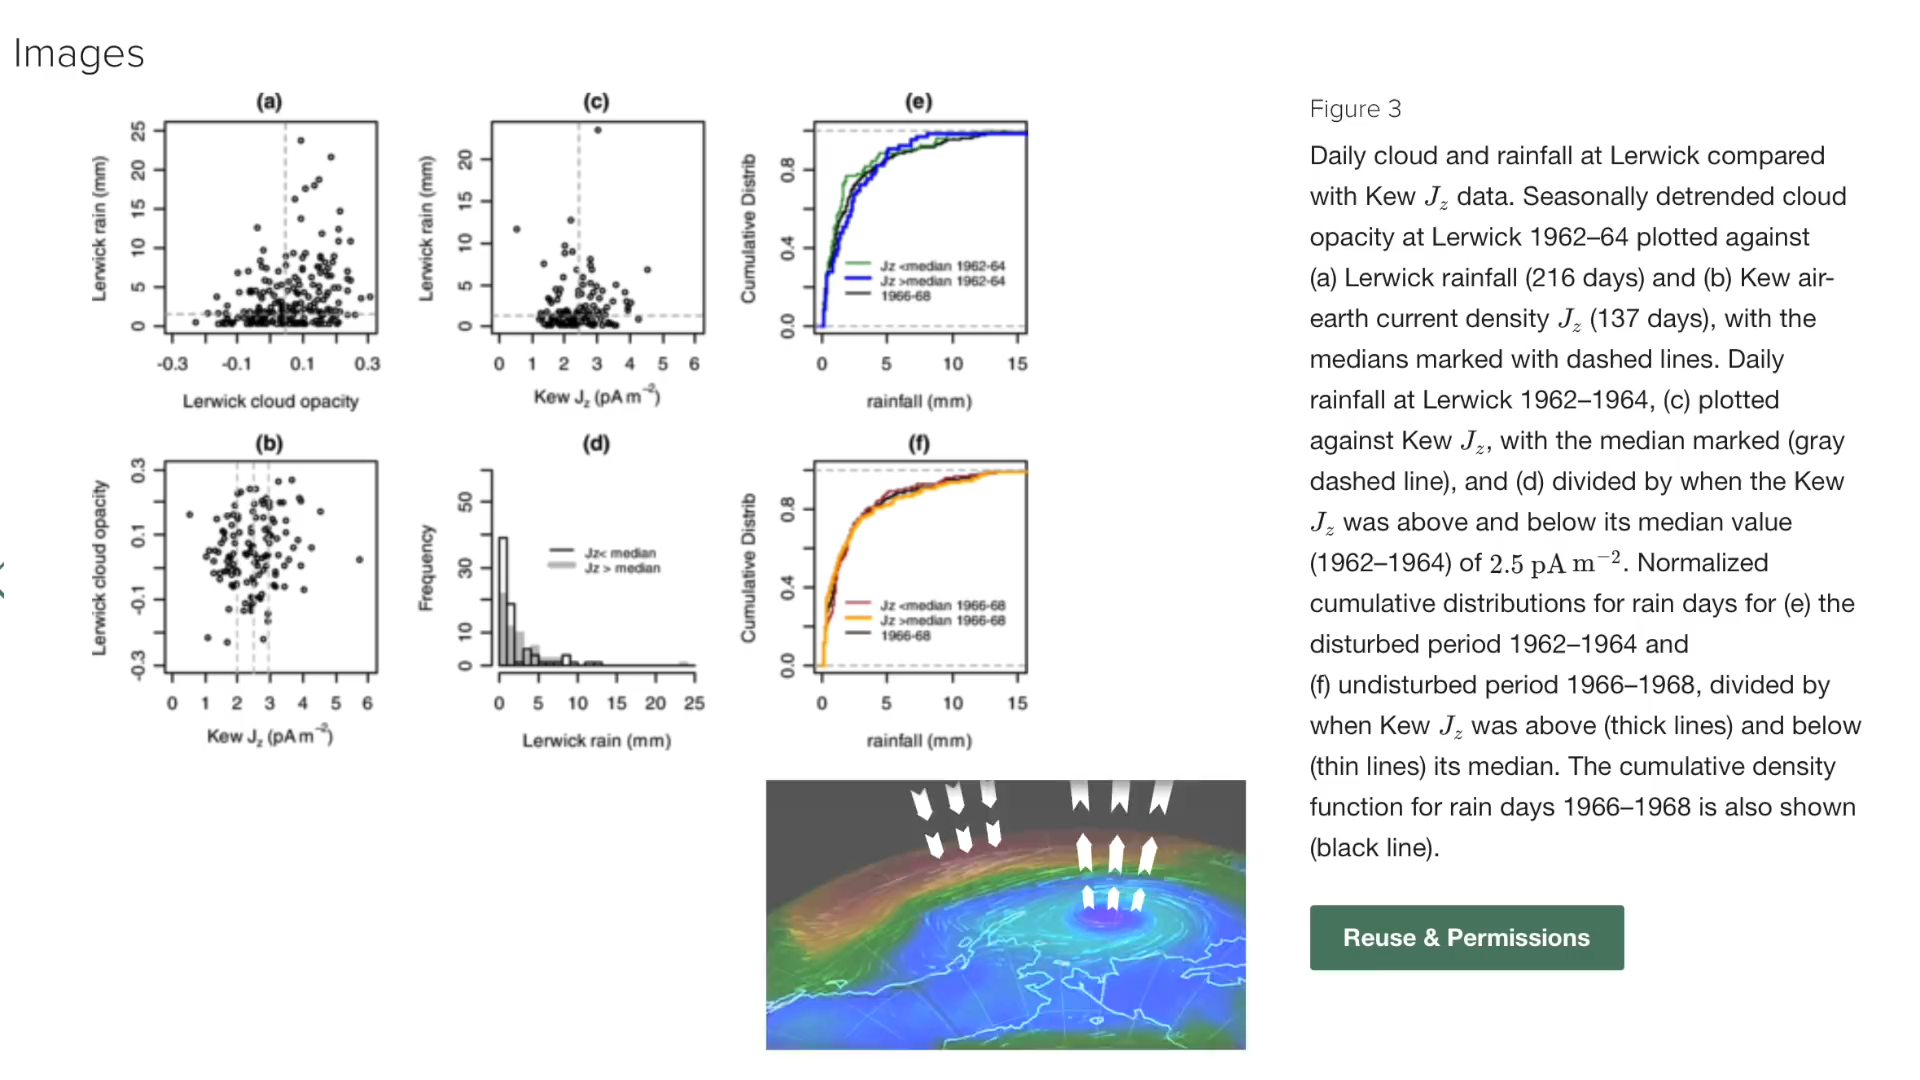 Images
(a)
Lerwick rain (mm)
25
20
15
10
5
0
-0.3
-0.1
0.1
0.3
Lerwick cloud opacity
(c)
Lerwick rain (mm)
20
15
10
5
0
0 1 2 3 4 5 6
Kew Jz (pA m−2)
(e)
Cumulative Distrib
0.8
0.4
0.0
Jz <median 1962-64
Jz >median 1962-64
1966-68
0 5 10 15
rainfall (mm)
(b)
Lerwick cloud opacity
0.3
0.1
-0.1
-0.3
0 1 2 3 4 5 6
Kew Jz (pA m−2)
(d)
Frequency
50
30
10
0
Jz< median
Jz > median
0 5 10 15 20 25
Lerwick rain (mm)
(f)
Cumulative Distrib
0.8
0.4
0.0
Jz <median 1966-68
Jz >median 1966-68
1966-68
0 5 10 15
rainfall (mm)
Figure 3
Daily cloud and rainfall at Lerwick compared
with Kew Jz data. Seasonally detrended cloud
opacity at Lerwick 1962–64 plotted against
(a) Lerwick rainfall (216 days) and (b) Kew air-
earth current density Jz (137 days), with the
medians marked with dashed lines. Daily
rainfall at Lerwick 1962–1964, (c) plotted
against Kew Jz, with the median marked (gray
dashed line), and (d) divided by when the Kew
Jz was above and below its median value
(1962–1964) of 2.5 pA m−2. Normalized
cumulative distributions for rain days for (e) the
disturbed period 1962–1964 and
(f) undisturbed period 1966–1968, divided by
when Kew Jz was above (thick lines) and below
(thin lines) its median. The cumulative density
function for rain days 1966–1968 is also shown
(black line).
Reuse & Permissions